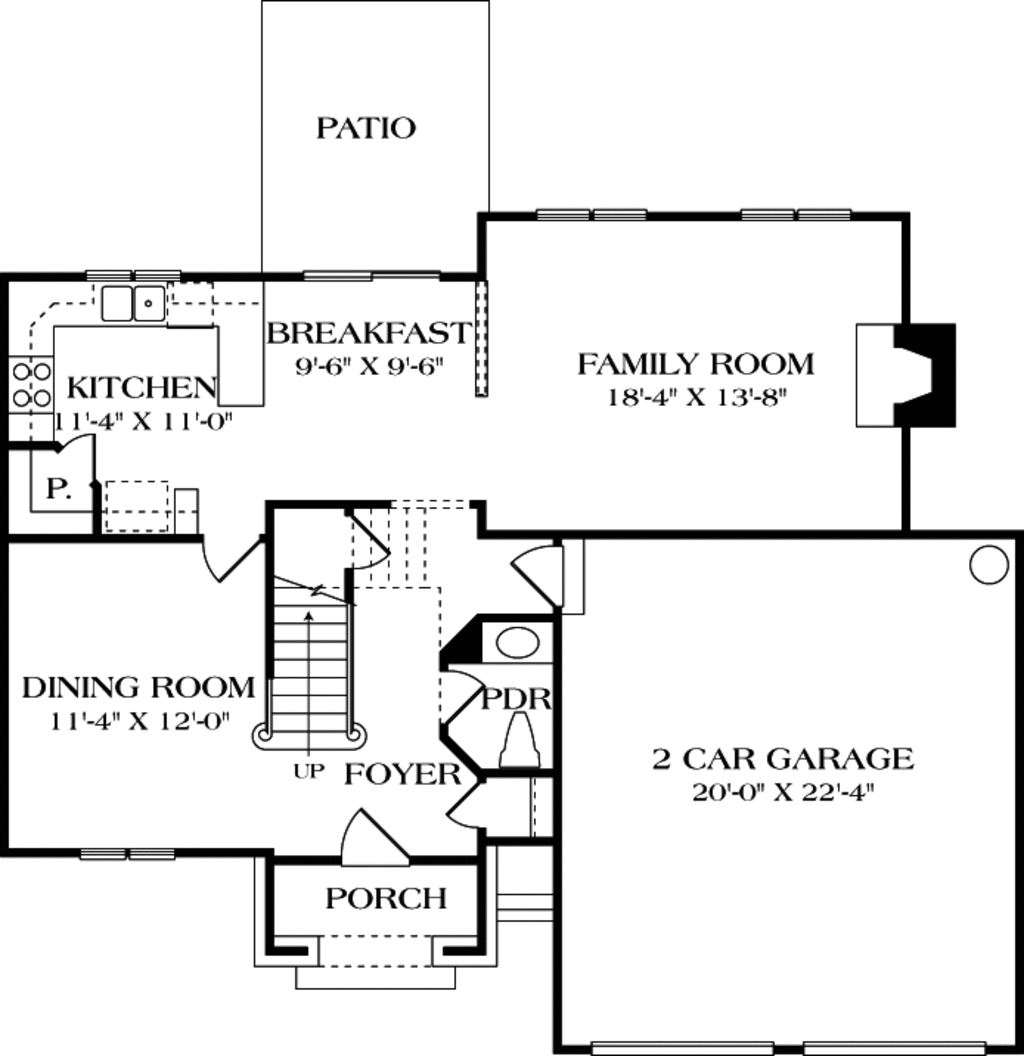 PATIO
BREAKFAST
9'-6" X 9'-6"
FAMILY ROOM
18'-4" X 13'-8"
KITCHEN
11'-4" X 11'-0"
P.
DINING ROOM
11'-4" X 12'-0"
PDR
UP
FOYER
2 CAR GARAGE
20'-0" X 22'-4"
PORCH